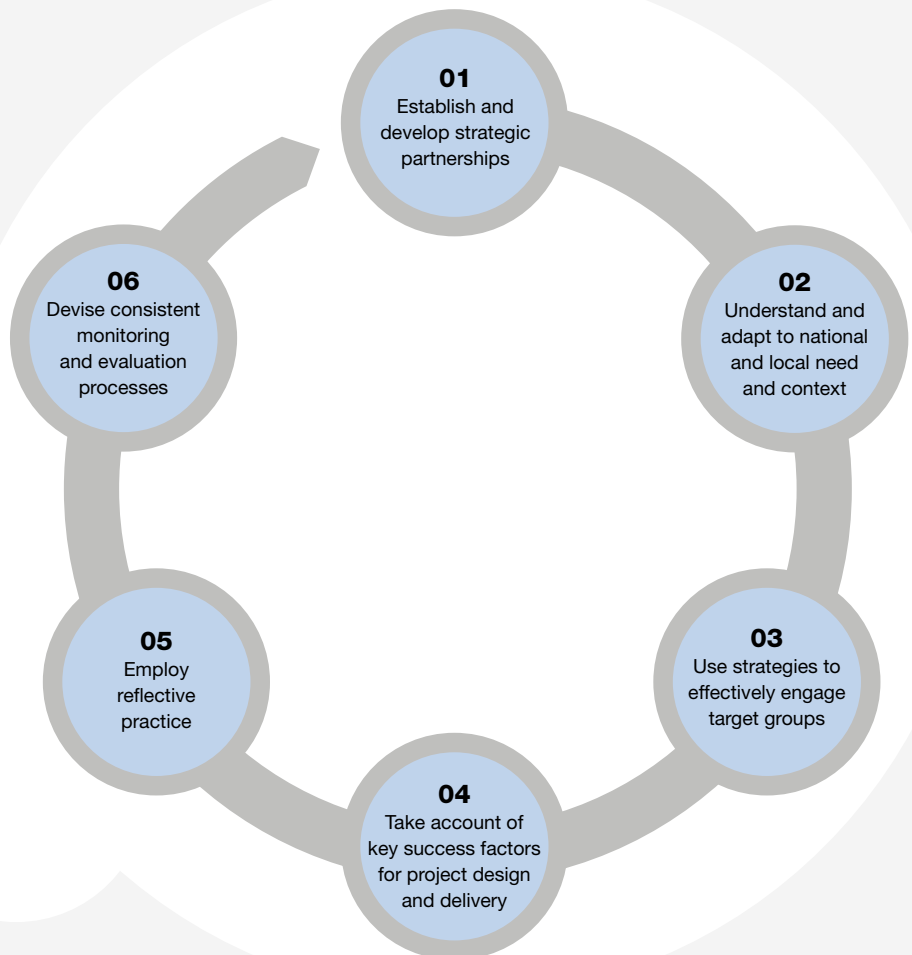 01
Establish and
develop strategic
partnerships
02
Understand and
adapt to national
and local need
and context
03
Use strategies to
effectively engage
target groups
04
Take account of
key success factors
for project design
and delivery
05
Employ
reflective
practice
06
Devise consistent
monitoring
and evaluation
processes